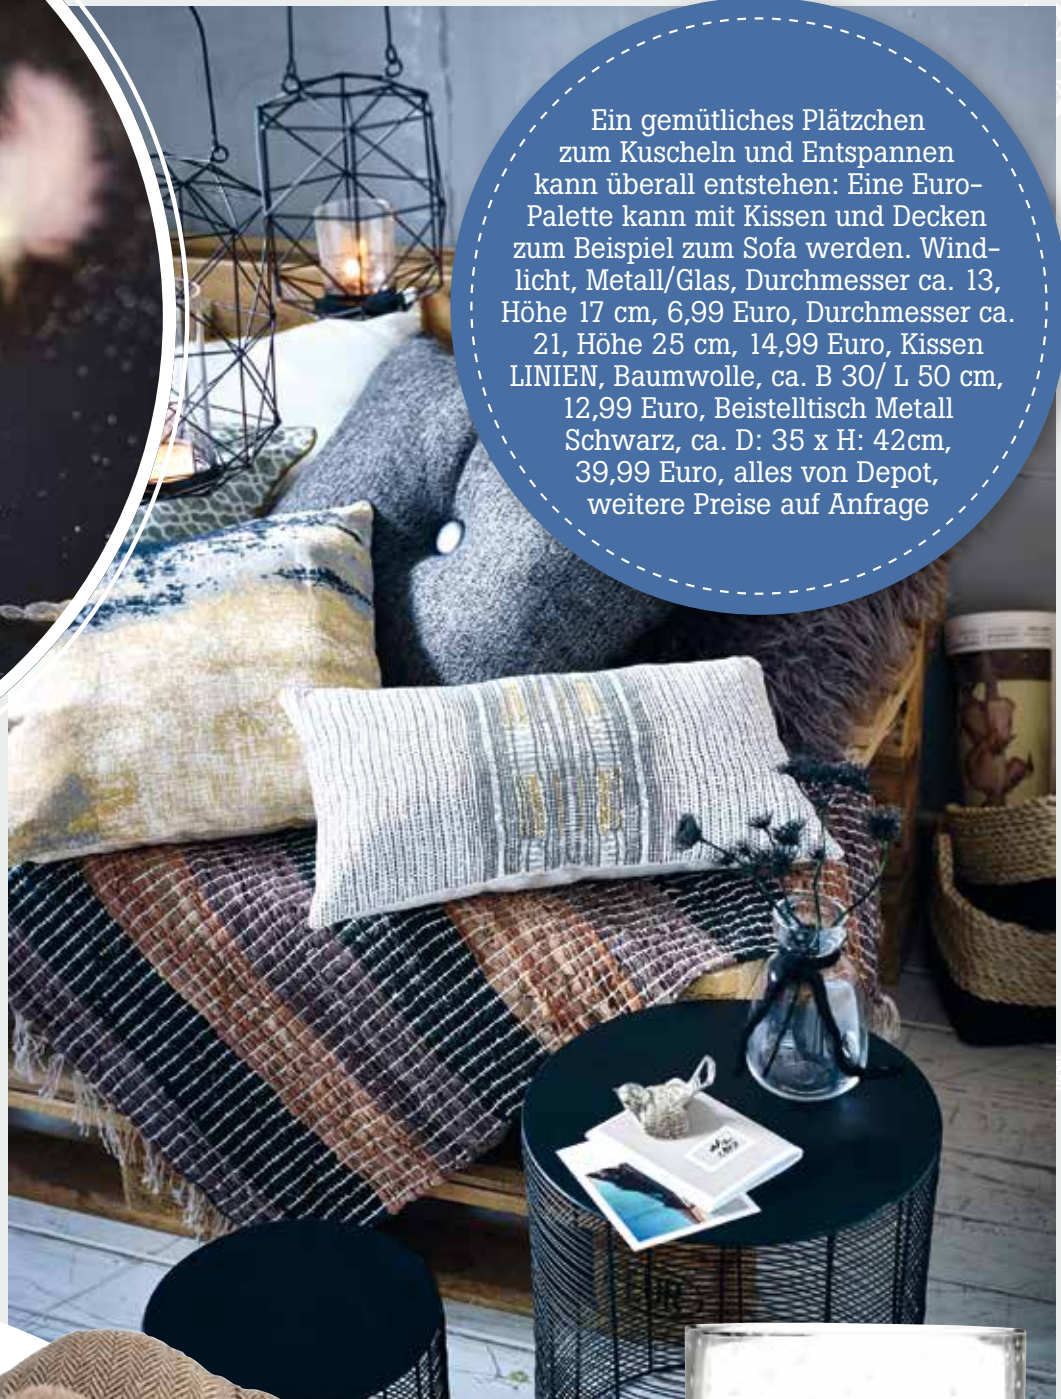 Ein gemütliches Plätzchen
zum Kuscheln und Entspannen
kann überall entstehen: Eine Euro-
Palette kann mit Kissen und Decken
zum Beispiel zum Sofa werden. Wind-
licht, Metall/Glas, Durchmesser ca. 13,
Höhe 17 cm, 6,99 Euro, Durchmesser ca.
21, Höhe 25 cm, 14,99 Euro, Kissen
LINIEN, Baumwolle, ca. B 30/ L 50 cm,
12,99 Euro, Beistelltisch Metall
Schwarz, ca. D: 35 x H: 42cm,
39,99 Euro, alles von Depot,
weitere Preise auf Anfrage
EUR